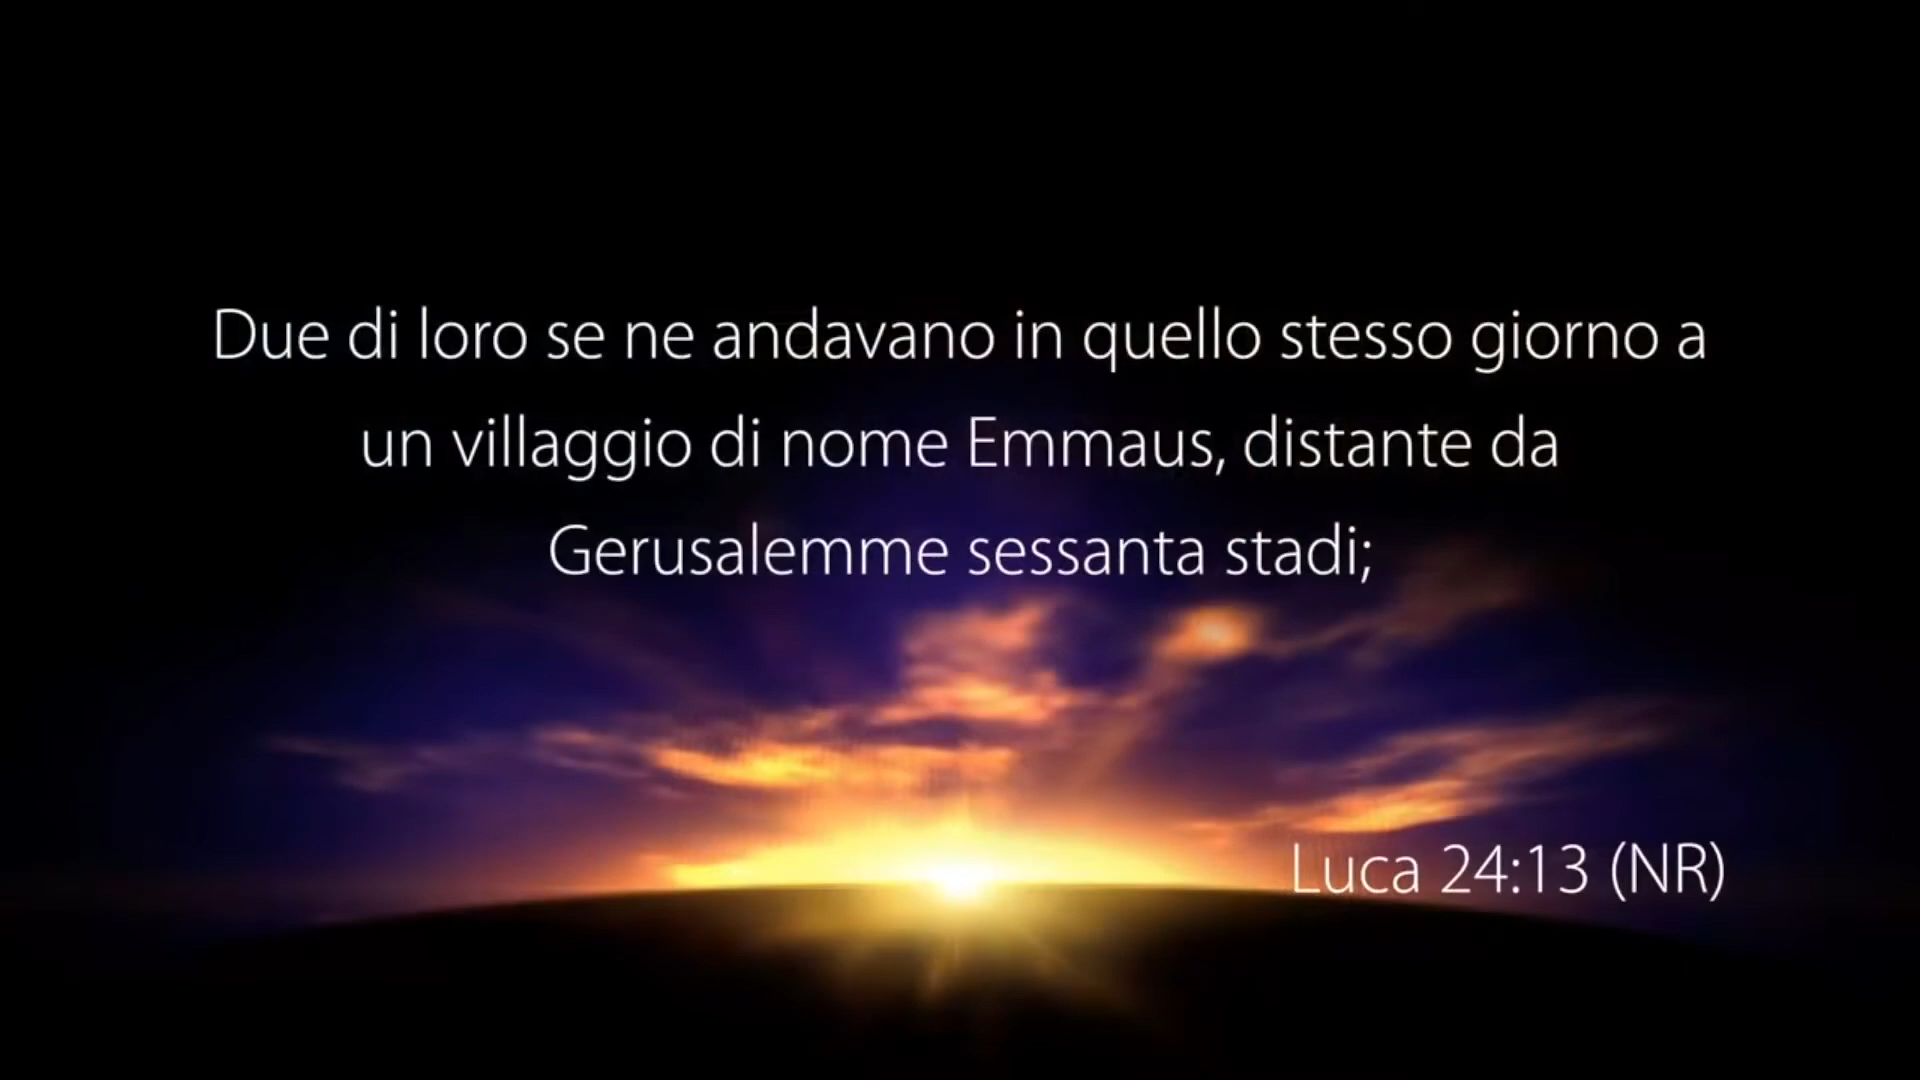 Due di loro se ne andavano in quello stesso giorno a
un villaggio di nome Emmaus, distante da
Gerusalemme sessanta stadi;
Luca 24:13 (NR)